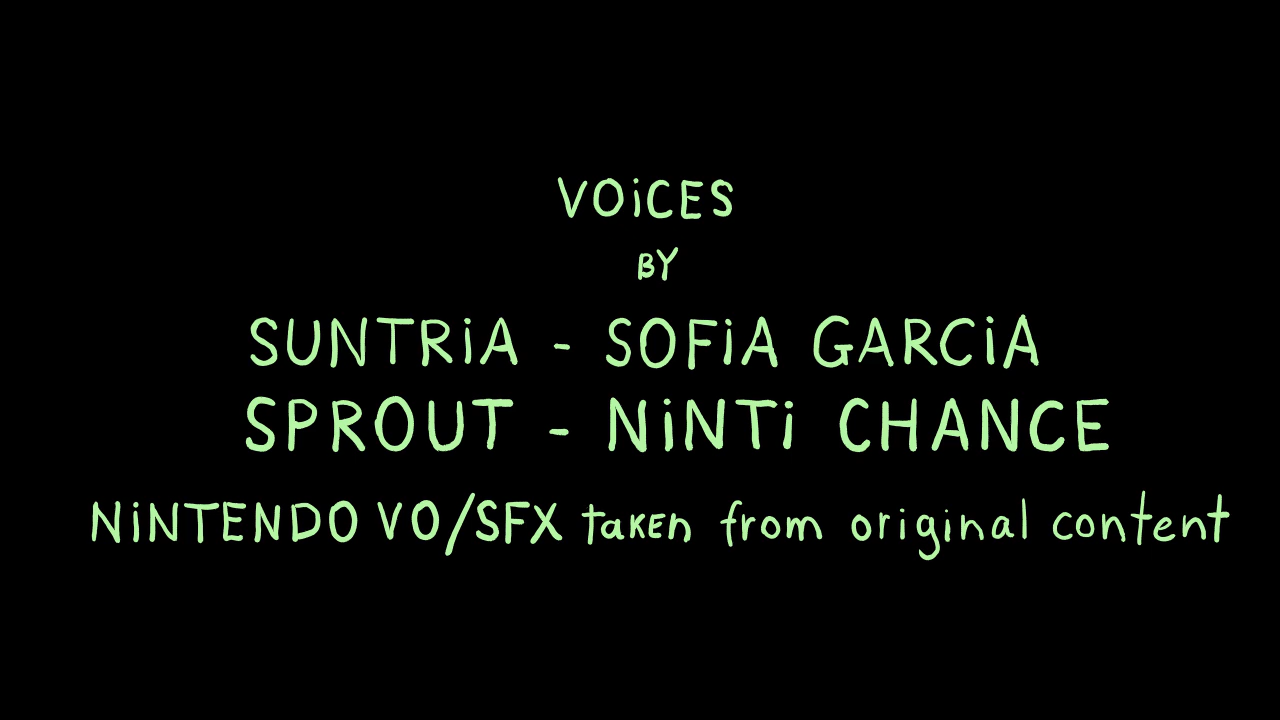 VOiCES
BY
SUNTRiA - SOFiA GARCiA
SPROUT - NiNTi CHANCE
NiNTENDO VO/SFX taKEn from original content